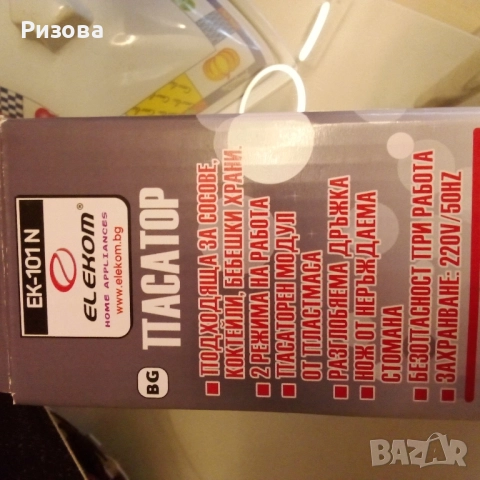 Ризова
EK-101 N
ELEKOM®
HOME APPLIANCES
www.elekom.bg
BG
ПАСАТОР
ПОДХОДЯЩА ЗА СОСОВЕ,
КОКТЕЙЛИ, БЕБЕШКИ ХРАНИ.
2 РЕЖИМА НА РАБОТА
ПАСАТОРЕН МОДУЛ
ОТ ПЛАСТМАСА
РАЗГЛОБЯЕМА ДРЪЖКА
НОЖ ОТ НЕРЪЖДАЕМА
СТОМАНА
БЕЗОПАСНОСТ ПРИ РАБОТА
ЗАХРАНВАНЕ: 220V/50HZ
BAZAR